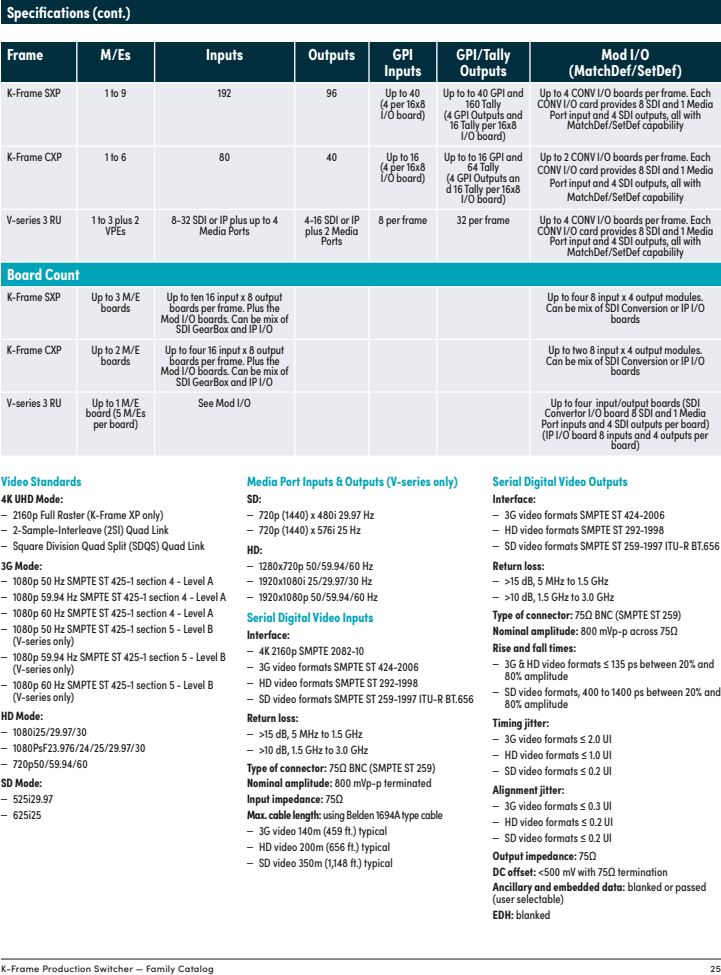 Specifications (cont.)
Frame
M/Es
Inputs
Outputs
GPI
Inputs
GPI/Tally
Outputs
Mod I/O
(MatchDef/SetDef)
K-Frame SXP
1 to 9
192
96
Up to 40
(4 per 16x8
I/O board)
Up to to 40 GPI and
160 Tally
(4 GPI Outputs and
16 Tally per 16x8
I/O board)
Up to 4 CONV I/O boards per frame. Each
CONV I/O card provides 8 SDI and 1 Media
Port input and 4 SDI outputs, all with
MatchDef/SetDef capability
K-Frame CXP
1 to 6
80
40
Up to 16
(4 per 16x8
I/O board)
Up to to 16 GPI and
64 Tally
(4 GPI Outputs an
d 16 Tally per 16x8
I/O board)
Up to 2 CONV I/O boards per frame. Each
CONV I/O card provides 8 SDI and 1 Media
Port input and 4 SDI outputs, all with
MatchDef/SetDef capability
V-series 3 RU
1 to 3 plus 2
VPEs
8-32 SDI or IP plus up to 4
Media Ports
4-16 SDI or IP
plus 2 Media
Ports
8 per frame
32 per frame
Up to 4 CONV I/O boards per frame. Each
CONV I/O card provides 8 SDI and 1 Media
Port input and 4 SDI outputs, all with
MatchDef/SetDef capability
Board Count
K-Frame SXP
Up to 3 M/E
boards
Up to ten 16 input x 8 output
boards per frame. Plus the
Mod I/O boards. Can be mix of
SDI GearBox and IP I/O
Up to four 8 input x 4 output modules.
Can be mix of SDI Conversion or IP I/O
boards
K-Frame CXP
Up to 2 M/E
boards
Up to four 16 input x 8 output
boards per frame. Plus the
Mod I/O boards. Can be mix of
SDI GearBox and IP I/O
Up to two 8 input x 4 output modules.
Can be mix of SDI Conversion or IP I/O
boards
V-series 3 RU
Up to 1 M/E
board (5 M/Es
per board)
See Mod I/O
Up to four input/output boards (SDI
Convertor I/O board 8 SDI and 1 Media
Port inputs and 4 SDI outputs per board)
(IP I/O board 8 inputs and 4 outputs per
board)
Video Standards
4K UHD Mode:
– 2160p Full Raster (K-Frame XP only)
– 2-Sample-Interleave (2SI) Quad Link
– Square Division Quad Split (SDQS) Quad Link
3G Mode:
– 1080p 50 Hz SMPTE ST 425-1 section 4 - Level A
– 1080p 59.94 Hz SMPTE ST 425-1 section 4 - Level A
– 1080p 60 Hz SMPTE ST 425-1 section 4 - Level A
– 1080p 50 Hz SMPTE ST 425-1 section 5 - Level B
(V-series only)
– 1080p 59.94 Hz SMPTE ST 425-1 section 5 - Level B
(V-series only)
– 1080p 60 Hz SMPTE ST 425-1 section 5 - Level B
(V-series only)
HD Mode:
– 1080i25/29.97/30
– 1080PsF23.976/24/25/29.97/30
– 720p50/59.94/60
SD Mode:
– 525i29.97
– 625i25
Media Port Inputs & Outputs (V-series only)
SD:
– 720p (1440) x 480i 29.97 Hz
– 720p (1440) x 576i 25 Hz
HD:
– 1280x720p 50/59.94/60 Hz
– 1920x1080i 25/29.97/30 Hz
– 1920x1080p 50/59.94/60 Hz
Serial Digital Video Inputs
Interface:
– 4K 2160p SMPTE 2082-10
– 3G video formats SMPTE ST 424-2006
– HD video formats SMPTE ST 292-1998
– SD video formats SMPTE ST 259-1997 ITU-R BT.656
Return loss:
– >15 dB, 5 MHz to 1.5 GHz
– >10 dB, 1.5 GHz to 3.0 GHz
Type of connector: 75Ω BNC (SMPTE ST 259)
Nominal amplitude: 800 mVp-p terminated
Input impedance: 75Ω
Max. cable length: using Belden 1694A type cable
– 3G video 140m (459 ft.) typical
– HD video 200m (656 ft.) typical
– SD video 350m (1,148 ft.) typical
Serial Digital Video Outputs
Interface:
– 3G video formats SMPTE ST 424-2006
– HD video formats SMPTE ST 292-1998
– SD video formats SMPTE ST 259-1997 ITU-R BT.656
Return loss:
– >15 dB, 5 MHz to 1.5 GHz
– >10 dB, 1.5 GHz to 3.0 GHz
Type of connector: 75Ω BNC (SMPTE ST 259)
Nominal amplitude: 800 mVp-p across 75Ω
Rise and fall times:
– 3G & HD video formats ≤ 135 ps between 20% and
80% amplitude
– SD video formats, 400 to 1400 ps between 20% and
80% amplitude
Timing jitter:
– 3G video formats ≤ 2.0 UI
– HD video formats ≤ 1.0 UI
– SD video formats ≤ 0.2 UI
Alignment jitter:
– 3G video formats ≤ 0.3 UI
– HD video formats ≤ 0.2 UI
– SD video formats ≤ 0.2 UI
Output impedance: 75Ω
DC offset: <500 mV with 75Ω termination
Ancillary and embedded data: blanked or passed
(user selectable)
EDH: blanked
K-Frame Production Switcher — Family Catalog
25